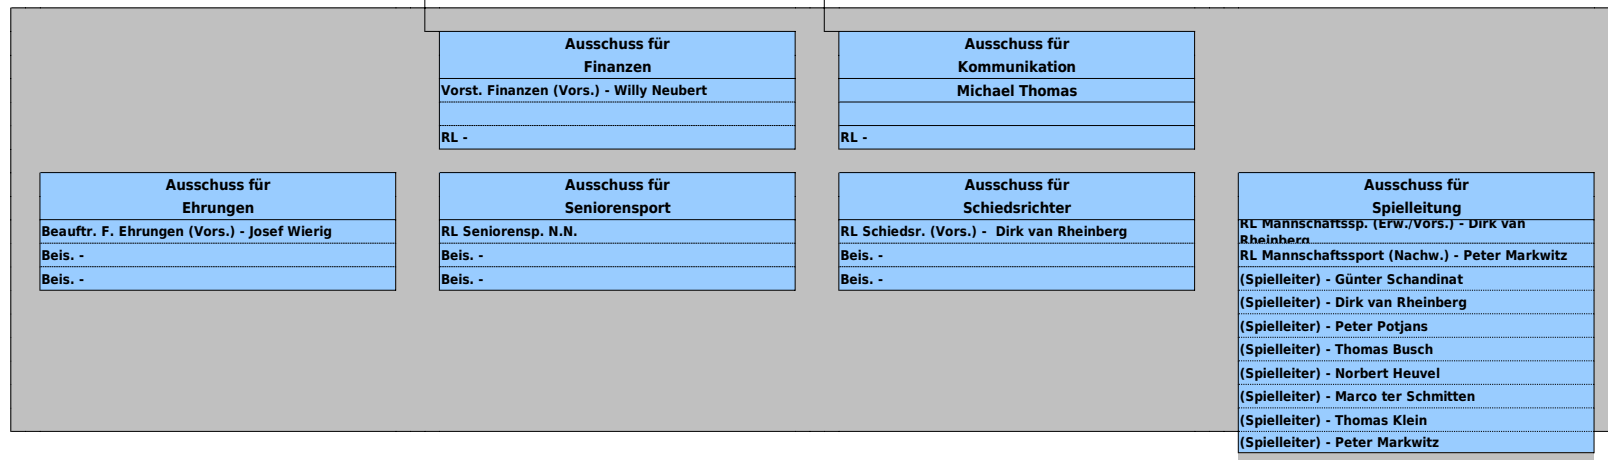 Ausschuss für
Finanzen
Vorst. Finanzen (Vors.) - Willy Neubert
RL -
Ausschuss für
Kommunikation
Michael Thomas
RL -
Ausschuss für
Ehrungen
Beauftr. F. Ehrungen (Vors.) - Josef Wierig
Beis. -
Beis. -
Ausschuss für
Seniorensport
RL Seniorensp. N.N.
Beis. -
Beis. -
Ausschuss für
Schiedsrichter
RL Schiedsr. (Vors.) - Dirk van Rheinberg
Beis. -
Beis. -
Ausschuss für
Spielleitung
RL Mannschaftssp. (Erw./Vors.) - Dirk van
Rheinberg
RL Mannschaftssport (Nachw.) - Peter Markwitz
(Spielleiter) - Günter Schandinat
(Spielleiter) - Dirk van Rheinberg
(Spielleiter) - Peter Potjans
(Spielleiter) - Thomas Busch
(Spielleiter) - Norbert Heuvel
(Spielleiter) - Marco ter Schmitten
(Spielleiter) - Thomas Klein
(Spielleiter) - Peter Markwitz